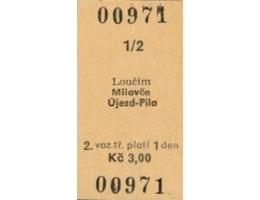 00971
1/2
Loučim
Milavče
Újezd-Pila
2. voz.tř. platí 1 den
Kč 3,00
00971